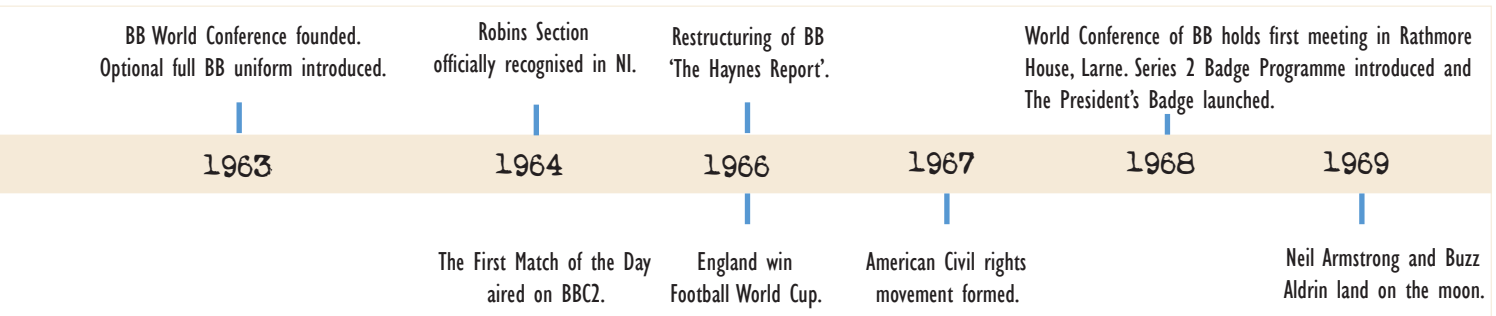 BB World Conference founded.
Optional full BB uniform introduced.
Robins Section
officially recognised in NI.
Restructuring of BB
‘The Haynes Report’.
World Conference of BB holds first meeting in Rathmore
House, Larne. Series 2 Badge Programme introduced and
The President’s Badge launched.
1963
1964
1966
1967
1968
1969
The First Match of the Day
aired on BBC2.
England win
Football World Cup.
American Civil rights
movement formed.
Neil Armstrong and Buzz
Aldrin land on the moon.